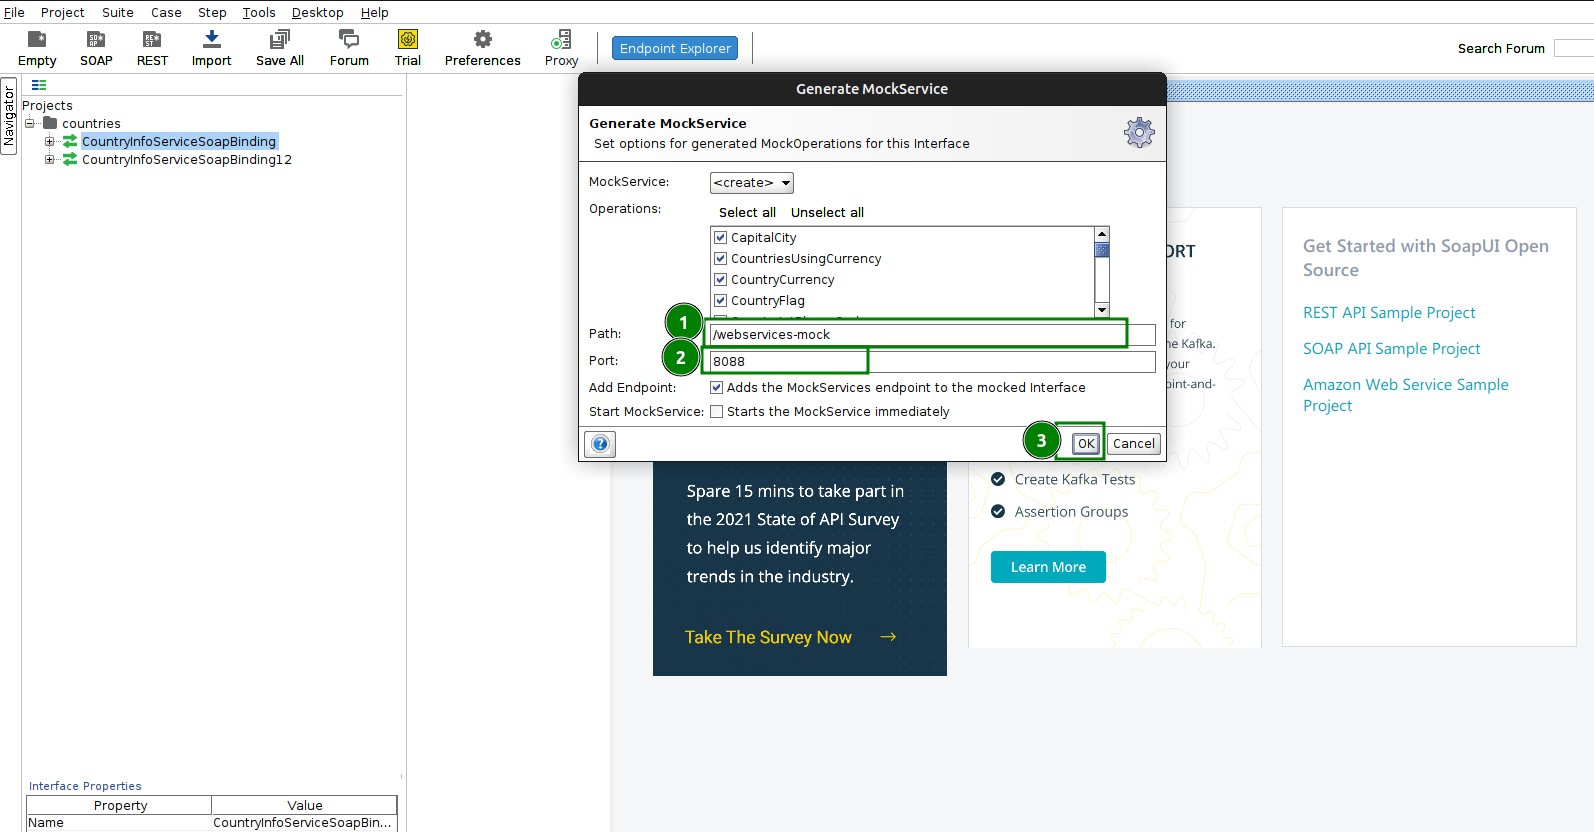 File Project Suite Case Step Tools Desktop Help
Empty SOAP REST Import Save All Forum Trial Preferences Proxy Endpoint Explorer Search Forum
Navigator
Projects
countries
CountryInfoServiceSoapBinding
CountryInfoServiceSoapBinding12
Generate MockService
Generate MockService
Set options for generated MockOperations for this Interface
MockService: <create>
Operations: Select all Unselect all
CapitalCity
CountriesUsingCurrency
CountryCurrency
CountryFlag
1
Path: /webservices-mock
2
Port: 8088
Add Endpoint: Adds the MockServices endpoint to the mocked Interface
Start MockService: Starts the MockService immediately
3 OK Cancel
ORT
for
he Kafka.
your
oint-and-
Create Kafka Tests
Assertion Groups
Learn More
Get Started with SoapUI Open
Source
REST API Sample Project
SOAP API Sample Project
Amazon Web Service Sample
Project
Spare 15 mins to take part in
the 2021 State of API Survey
to help us identify major
trends in the industry.
Take The Survey Now →
Interface Properties
Property Value
Name CountryInfoServiceSoapBin...